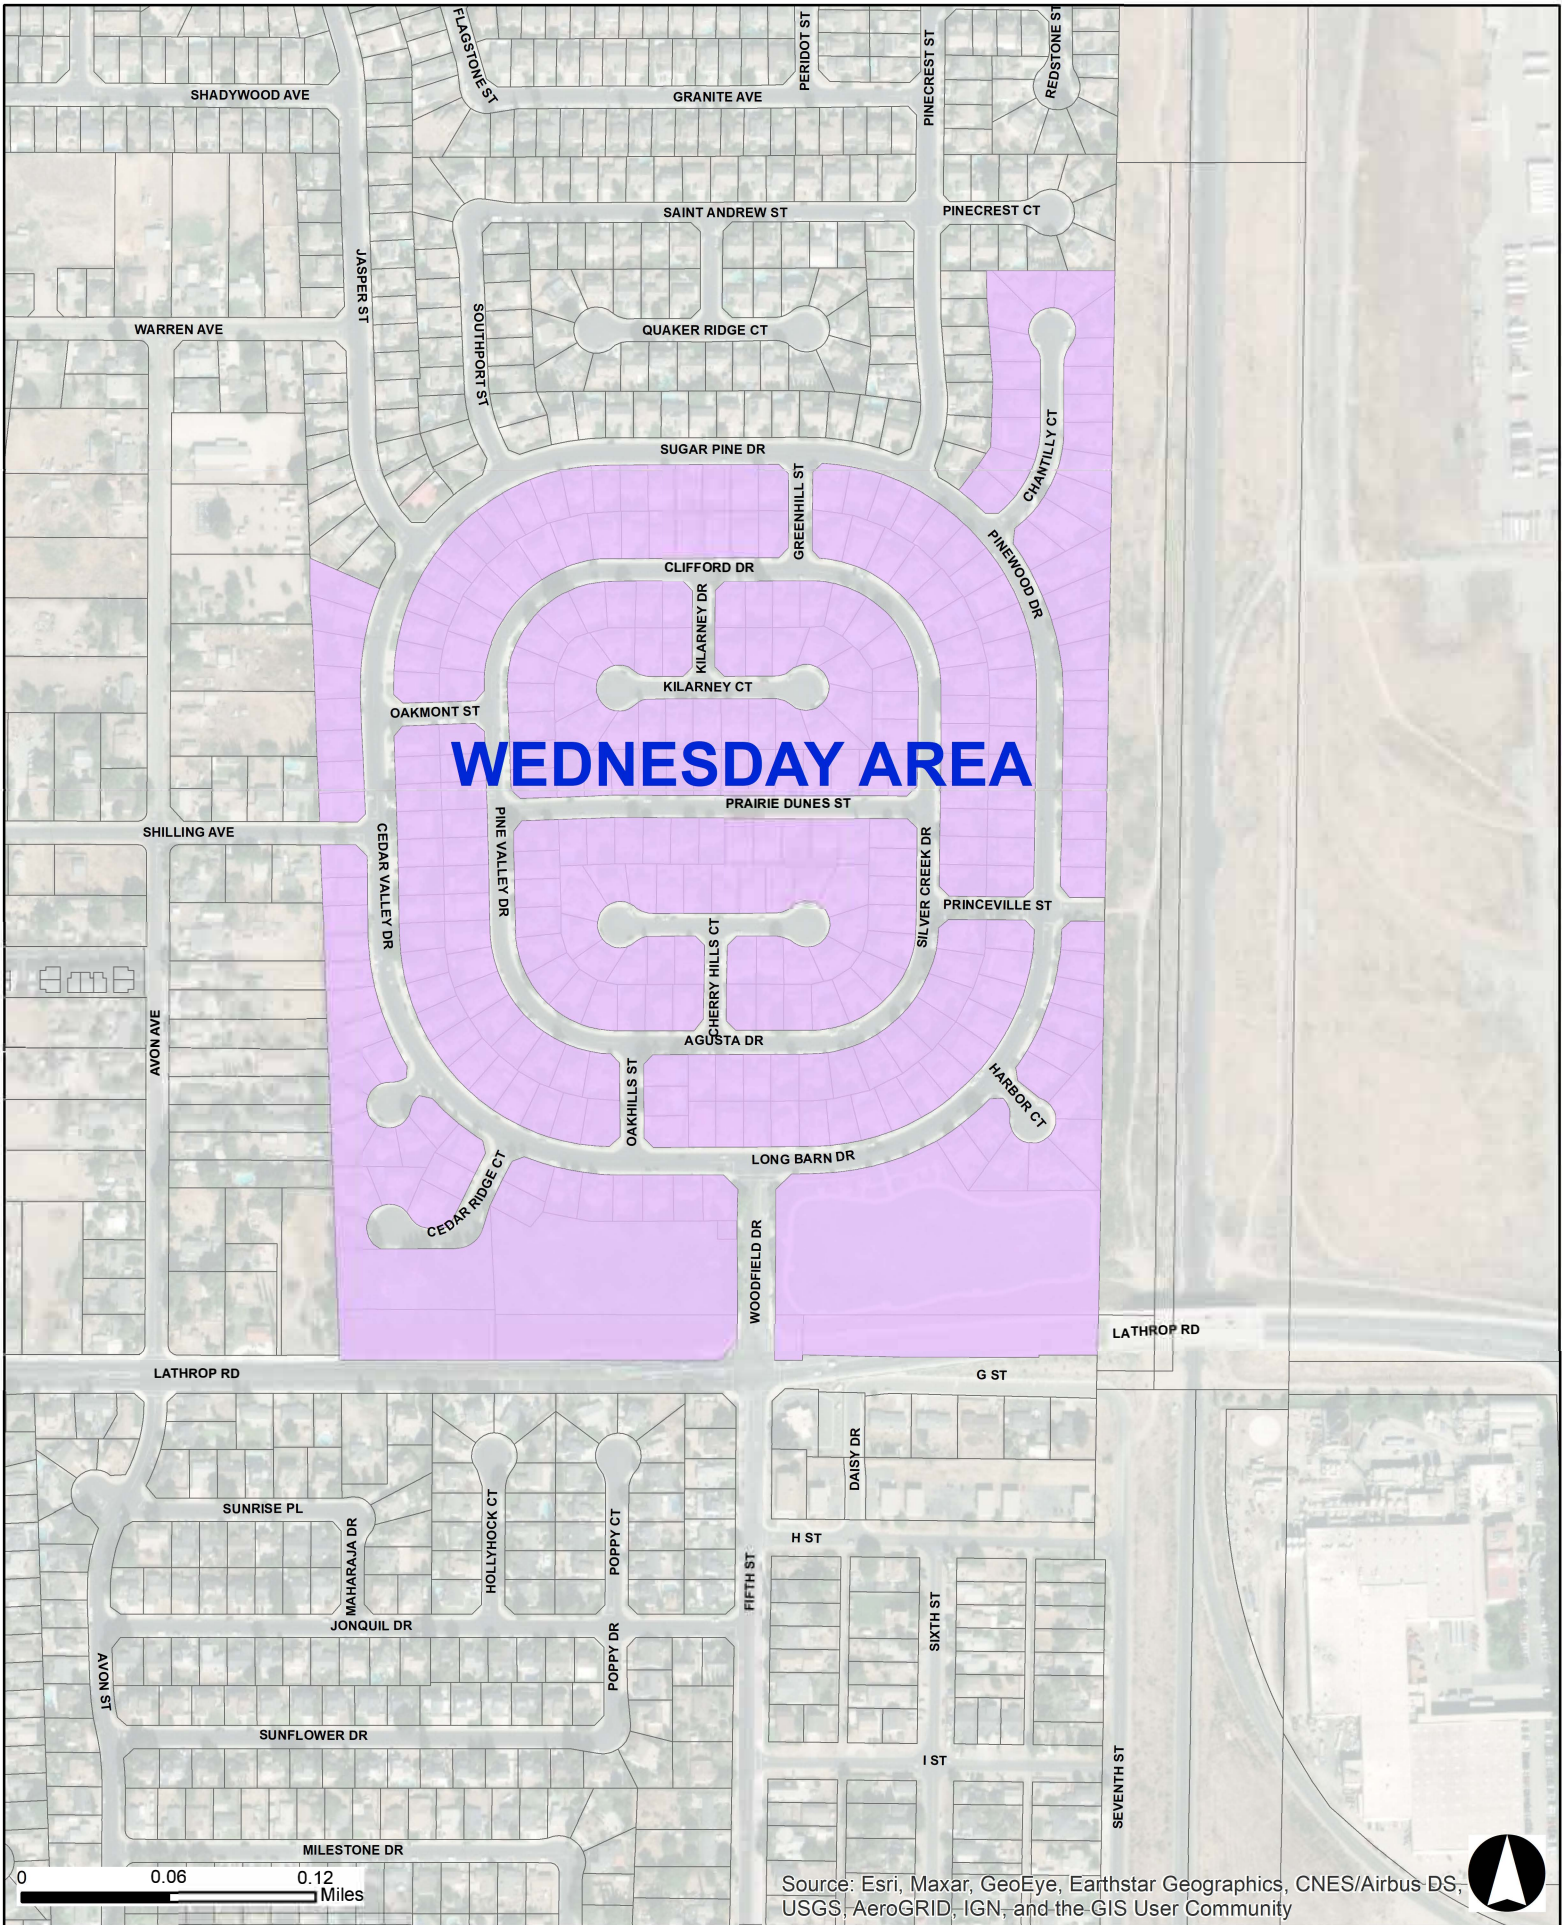 FLAGSTONE ST
PERIDOT ST
PINECREST ST
REDSTONE ST
SHADYWOOD AVE
GRANITE AVE
SAINT ANDREW ST
PINECREST CT
JASPER ST
SOUTHPORT ST
WARREN AVE
QUAKER RIDGE CT
SUGAR PINE DR
GREENHILL ST
CHANTILLY CT
PINEWOOD DR
CLIFFORD DR
KILARNEY DR
KILARNEY CT
OAKMONT ST
WEDNESDAY AREA
PRAIRIE DUNES ST
SHILLING AVE
CEDAR VALLEY DR
PINE VALLEY DR
SILVER CREEK DR
PRINCEVILLE ST
CHERRY HILLS CT
AVON AVE
AGUSTA DR
OAKHILLS ST
HARBOR CT
LONG BARN DR
CEDAR RIDGE CT
WOODFIELD DR
LATHROP RD
LATHROP RD
G ST
DAISY DR
SUNRISE PL
MAHARAJA DR
HOLLYHOCK CT
POPPY CT
H ST
FIFTH ST
SIXTH ST
JONQUIL DR
POPPY DR
AVON ST
SUNFLOWER DR
I ST
SEVENTH ST
MILESTONE DR
0 0.06 0.12
Miles
Source: Esri, Maxar, GeoEye, Earthstar Geographics, CNES/Airbus DS,
USGS, AeroGRID, IGN, and the GIS User Community